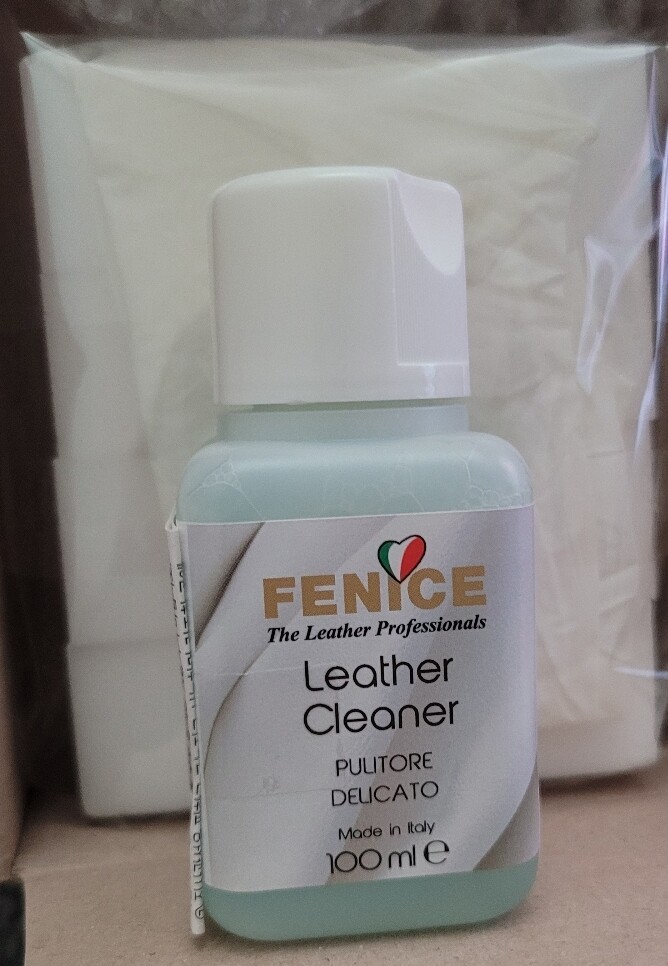 FENICE
The Leather Professionals
Leather
Cleaner
PULITORE
DELICATO
Made in Italy
100 ml ℮